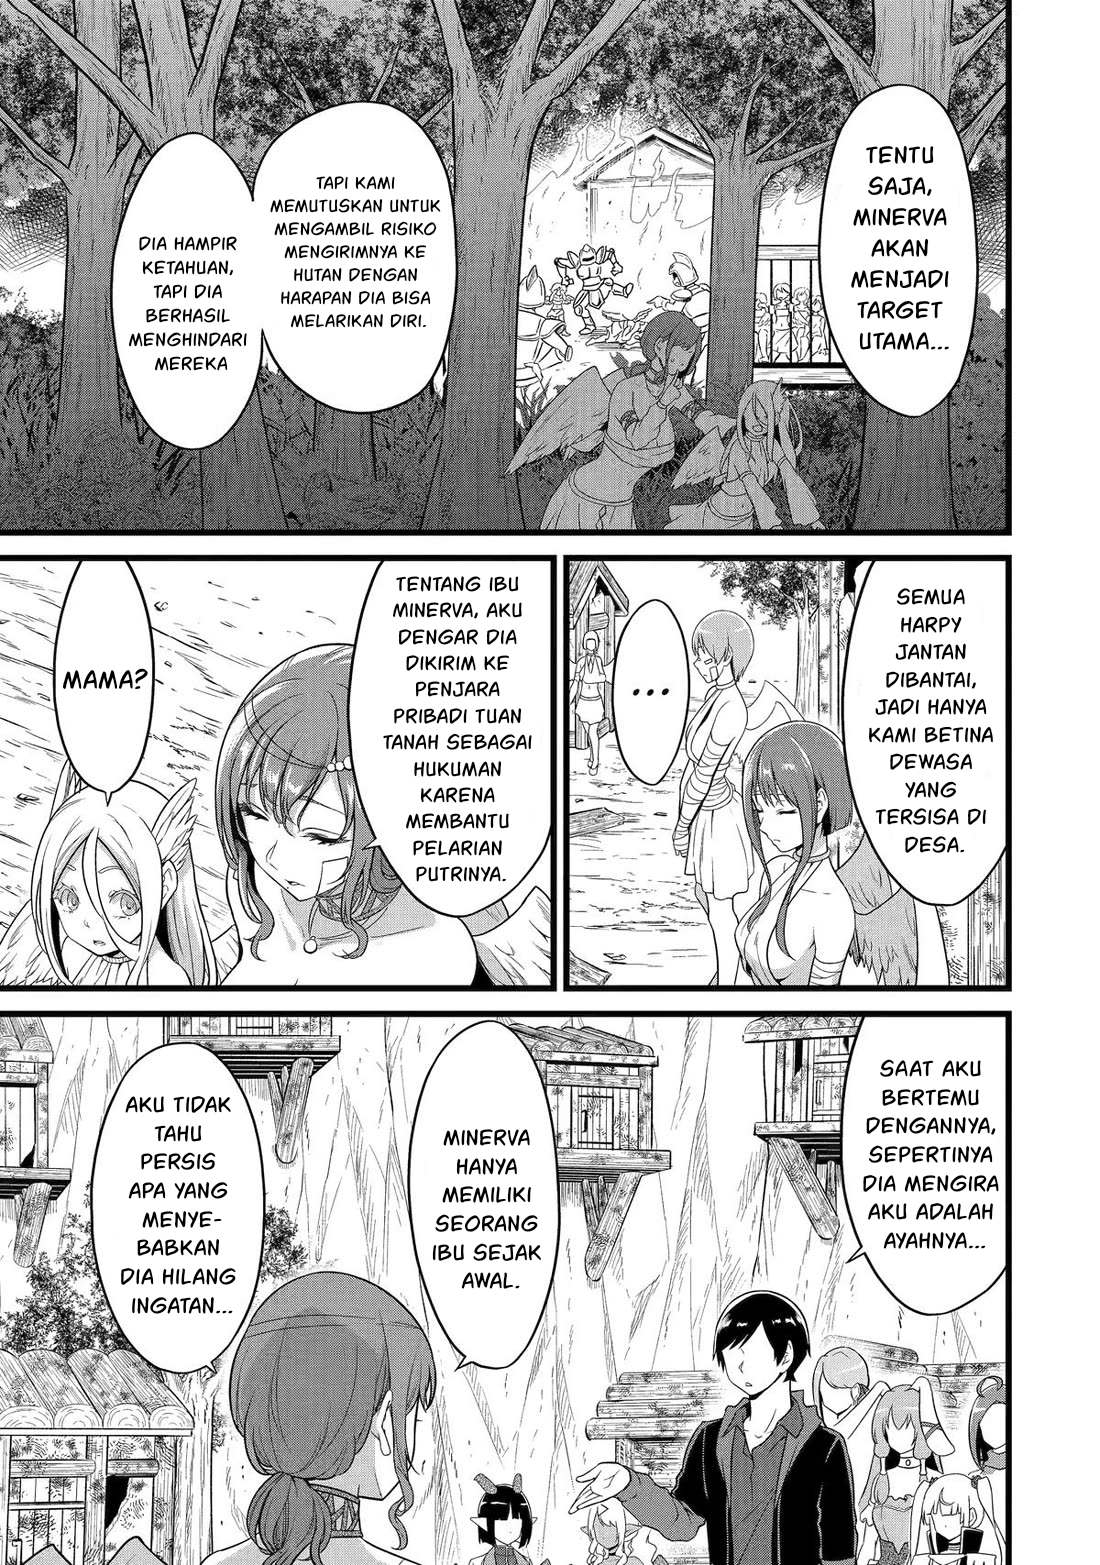 TENTU
SAJA,
MINERVA
AKAN
MENJADI
TARGET
UTAMA...
TAPI KAMI
MEMUTUSKAN UNTUK
MENGAMBIL RISIKO
MENGIRIMNYA KE
HUTAN DENGAN
HARAPAN DIA BISA
MELARIKAN DIRI.
DIA HAMPIR
KETAHUAN,
TAPI DIA
BERHASIL
MENGHINDARI
MEREKA
SEMUA
HARPY
JANTAN
DIBANTAI,
JADI HANYA
KAMI BETINA
DEWASA
YANG
TERSISA DI
DESA.
...
TENTANG IBU
MINERVA, AKU
DENGAR DIA
DIKIRIM KE
PENJARA
PRIBADI TUAN
TANAH SEBAGAI
HUKUMAN
KARENA
MEMBANTU
PELARIAN
PUTRINYA.
MAMA?
SAAT AKU
BERTEMU
DENGANNYA,
SEPERTINYA
DIA MENGIRA
AKU ADALAH
AYAHNYA...
MINERVA
HANYA
MEMILIKI
SEORANG
IBU SEJAK
AWAL.
AKU TIDAK
TAHU
PERSIS
APA YANG
MENYE-
BABKAN
DIA HILANG
INGATAN...